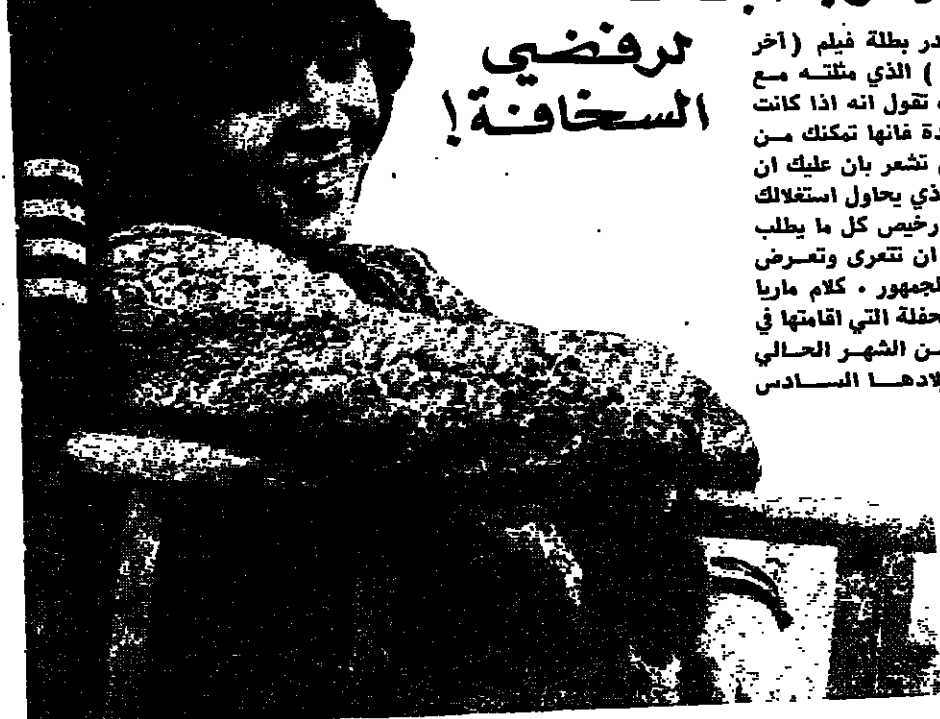 لرفضي
السخافة!
در بطلة فيلم (آخر
) الذي مثلته مع
تقول انه اذا كانت
دة فانها تمكنك من
تشعر بان عليك ان
ذي يحاول استغلالك
رخيص كل ما يطلب
ان تتعرى وتعرض
لجمهور . كلام ماريا
حفلة التي اقامتها في
من الشهر الحالي
لادها السادس